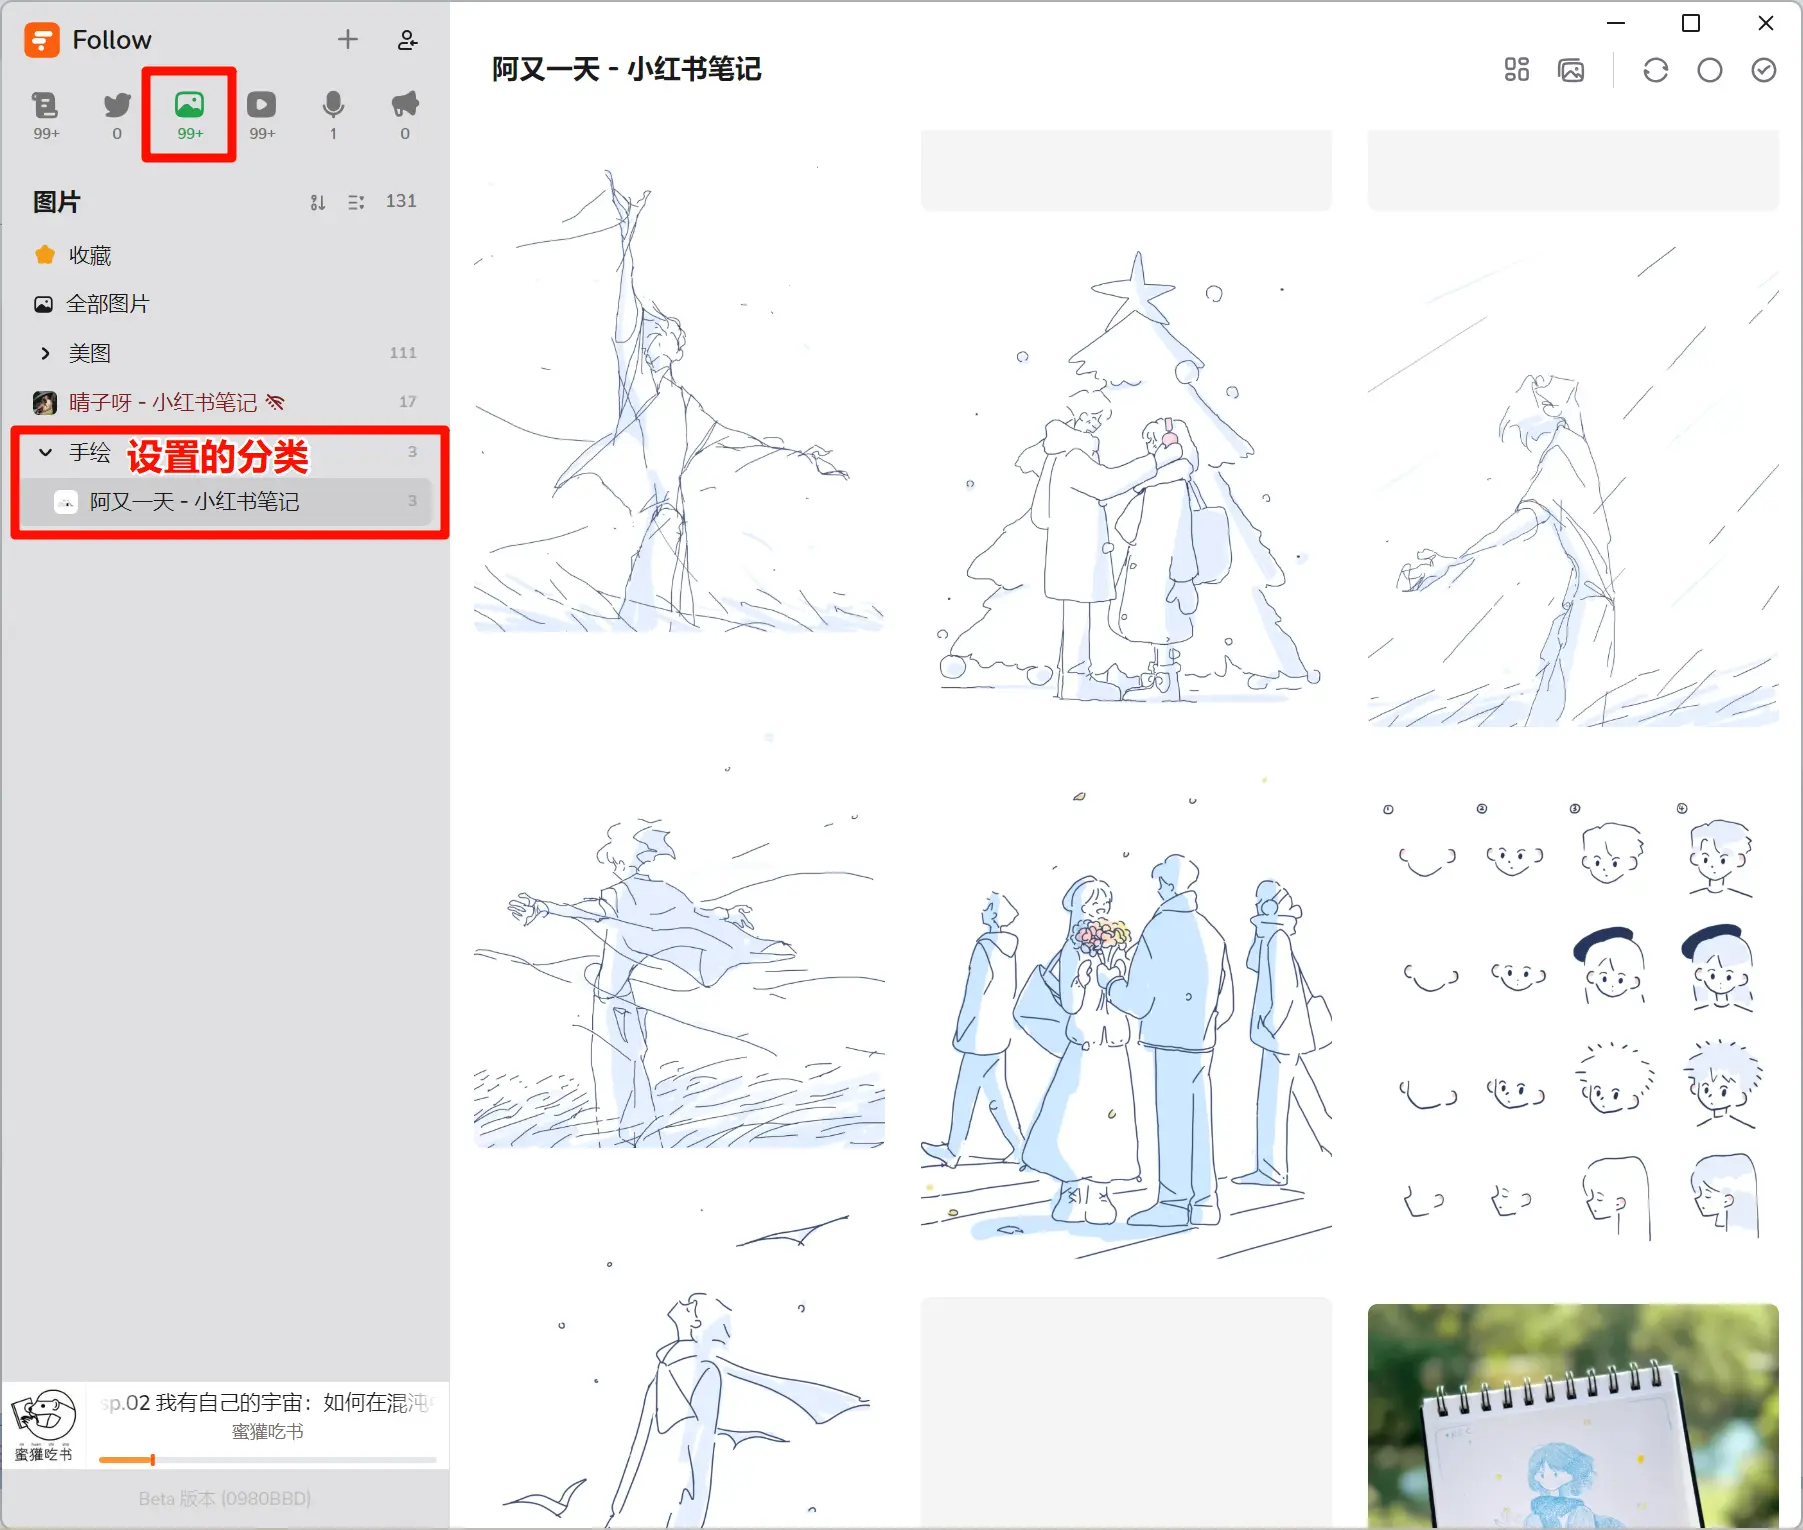 Follow
99+
0
99+
99+
1
0
图片
131
收藏
全部图片
美图
111
晴子呀 - 小红书笔记
17
手绘
设置的分类
3
阿又一天 - 小红书笔记
3
sp.02 我有自己的宇宙：如何在混沌
蜜獾吃书
蜜獾吃书
Beta 版本 (0980BBD)
阿又一天 - 小红书笔记
① ② ③ ④